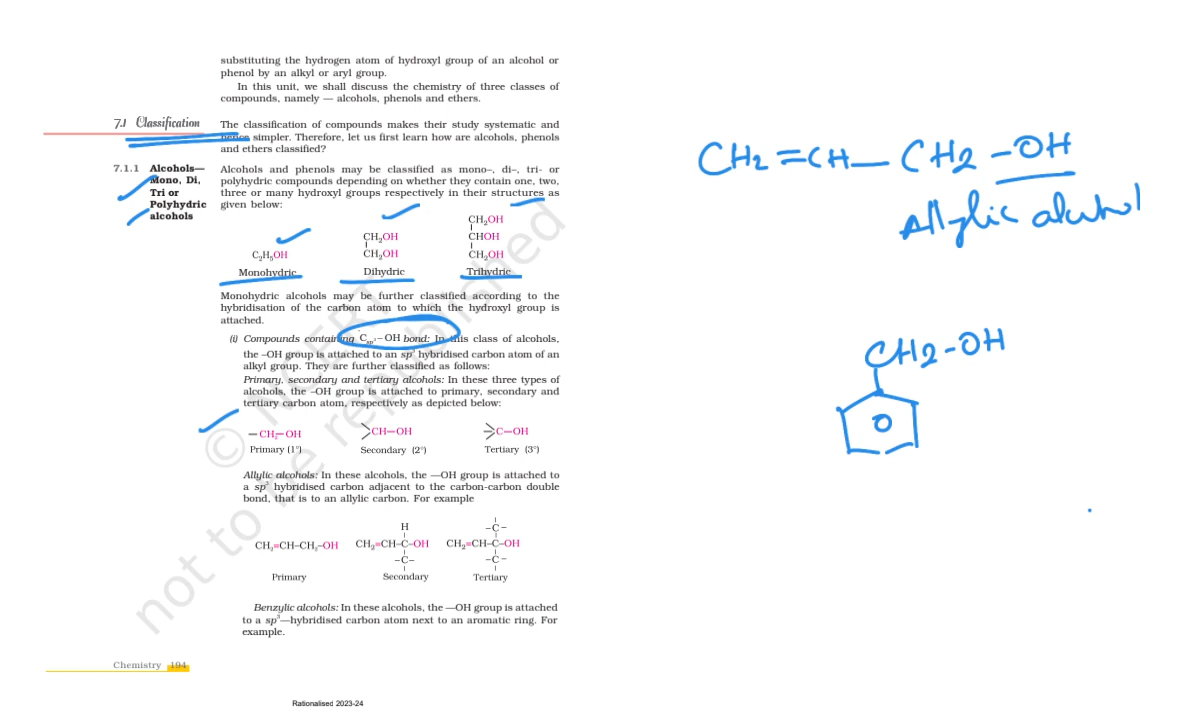 substituting the hydrogen atom of hydroxyl group of an alcohol or
phenol by an alkyl or aryl group.
In this unit, we shall discuss the chemistry of three classes of
compounds, namely — alcohols, phenols and ethers.
7.1 Classification
The classification of compounds makes their study systematic and
hence simpler. Therefore, let us first learn how are alcohols, phenols
and ethers classified?
7.1.1 Alcohols—
Mono, Di,
Tri or
Polyhydric
alcohols
Alcohols and phenols may be classified as mono–, di–, tri- or
polyhydric compounds depending on whether they contain one, two,
three or many hydroxyl groups respectively in their structures as
given below:
C₂H₅OH
CH₂OH
CH₂OH
CH₂OH
CHOH
CH₂OH
Monohydric Dihydric Trihydric
Monohydric alcohols may be further classified according to the
hybridisation of the carbon atom to which the hydroxyl group is
attached.
(i) Compounds containing Csp³–OH bond: In this class of alcohols,
the –OH group is attached to an sp³ hybridised carbon atom of an
alkyl group. They are further classified as follows:
Primary, secondary and tertiary alcohols: In these three types of
alcohols, the –OH group is attached to primary, secondary and
tertiary carbon atom, respectively as depicted below:
—CH₂—OH CH—OH C—OH
Primary (1°) Secondary (2°) Tertiary (3°)
Allylic alcohols: In these alcohols, the —OH group is attached to
a sp³ hybridised carbon adjacent to the carbon-carbon double
bond, that is to an allylic carbon. For example
H –C–
CH₂=CH–CH₂–OH CH₂=CH–C–OH CH₂=CH–C–OH
–C– –C–
Primary Secondary Tertiary
Benzylic alcohols: In these alcohols, the —OH group is attached
to a sp³—hybridised carbon atom next to an aromatic ring. For
example.
Chemistry 194
Rationalised 2023-24
© NCERT
not to be republished
CH2=CH—CH2-OH
Allylic alcohol
CH2-OH